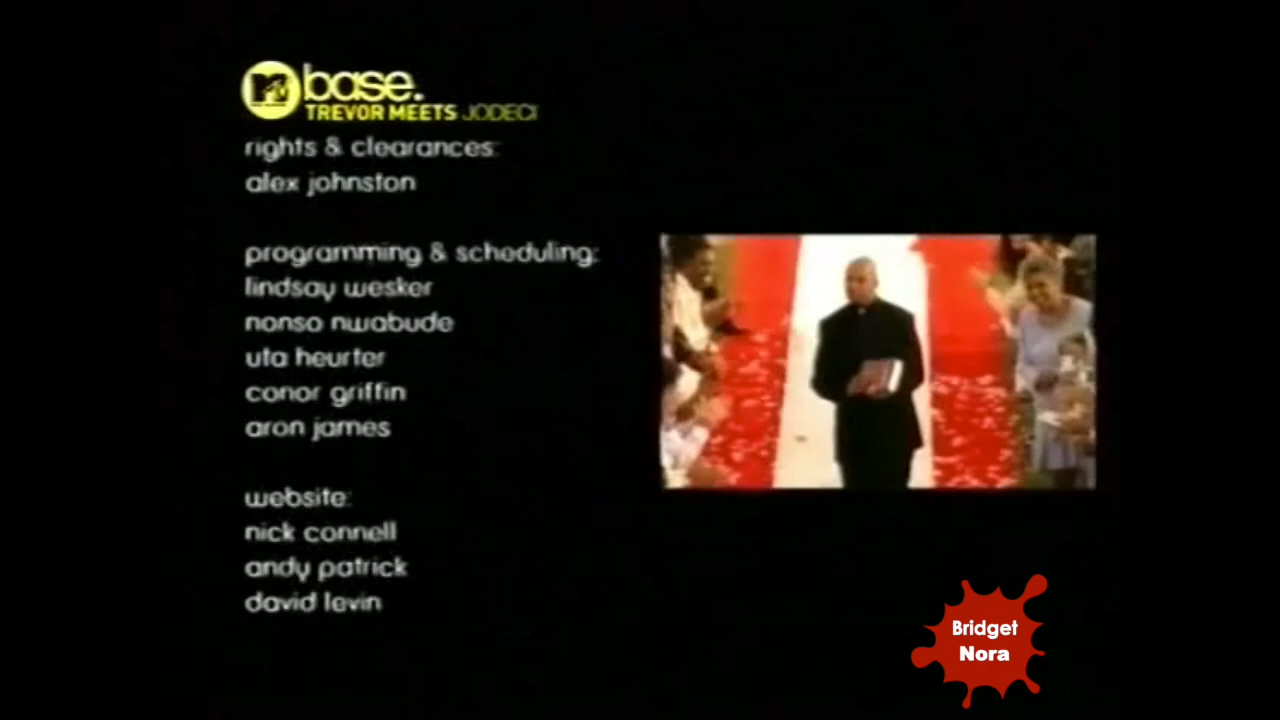 base.
TREVOR MEETS JODECI
rights & clearances:
alex johnston
programming & scheduling:
lindsay wesker
nonso nwabude
uta heurter
conor griffin
aron james
website:
nick connell
andy patrick
david levin
Bridget
Nora